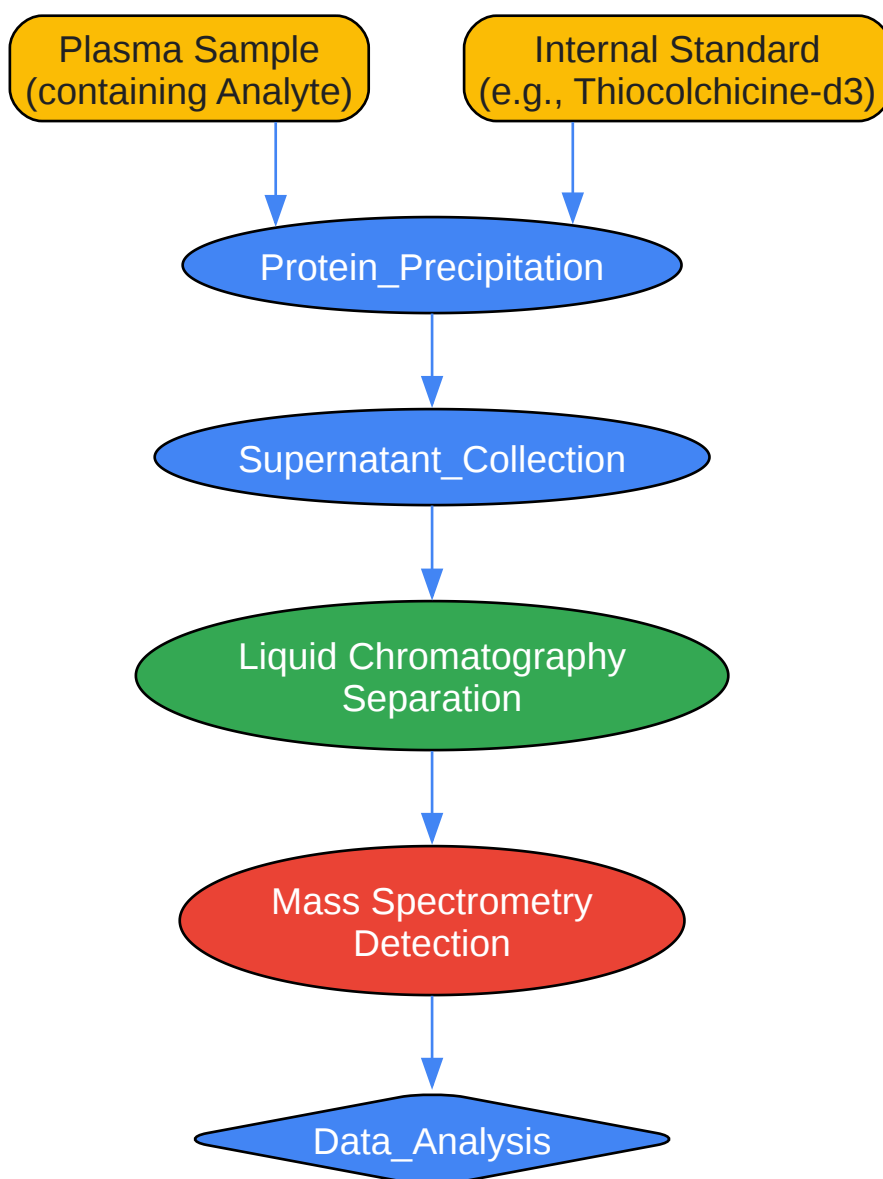 Plasma Sample
(containing Analyte)
Internal Standard
(e.g., Thiocolchicine-d3)
Protein_Precipitation
Supernatant_Collection
Liquid Chromatography
Separation
Mass Spectrometry
Detection
Data_Analysis